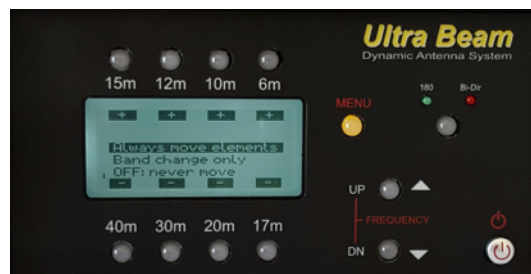 Ultra Beam
Dynamic Antenna System
15m 12m 10m 6m
+ + + +
MENU
180 Bi-Dir
Always move elements
Band change only
OFF: never move
- - - -
UP
FREQUENCY
DN
40m 30m 20m 17m